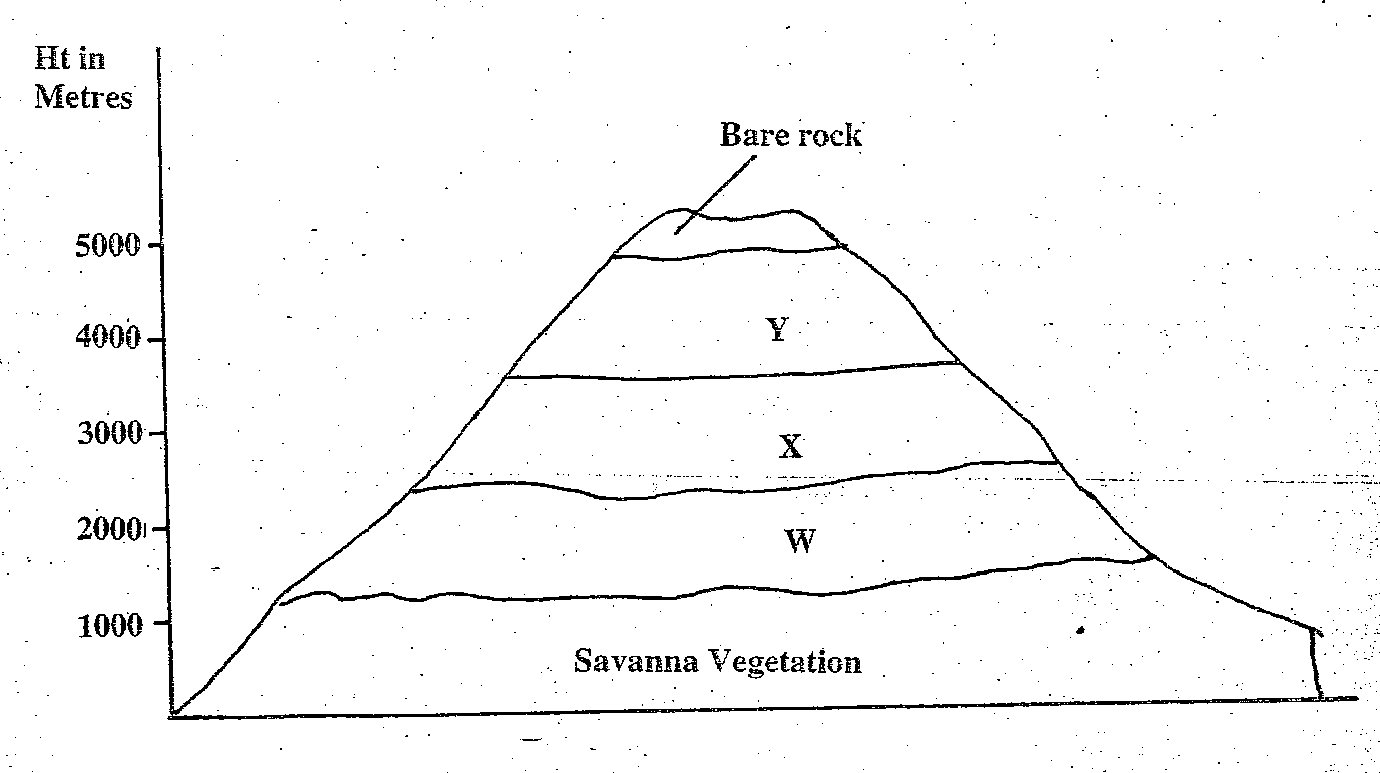 Ht in
Metres
Bare rock
5000
Y
4000
3000
X
2000
W
1000
Savanna Vegetation